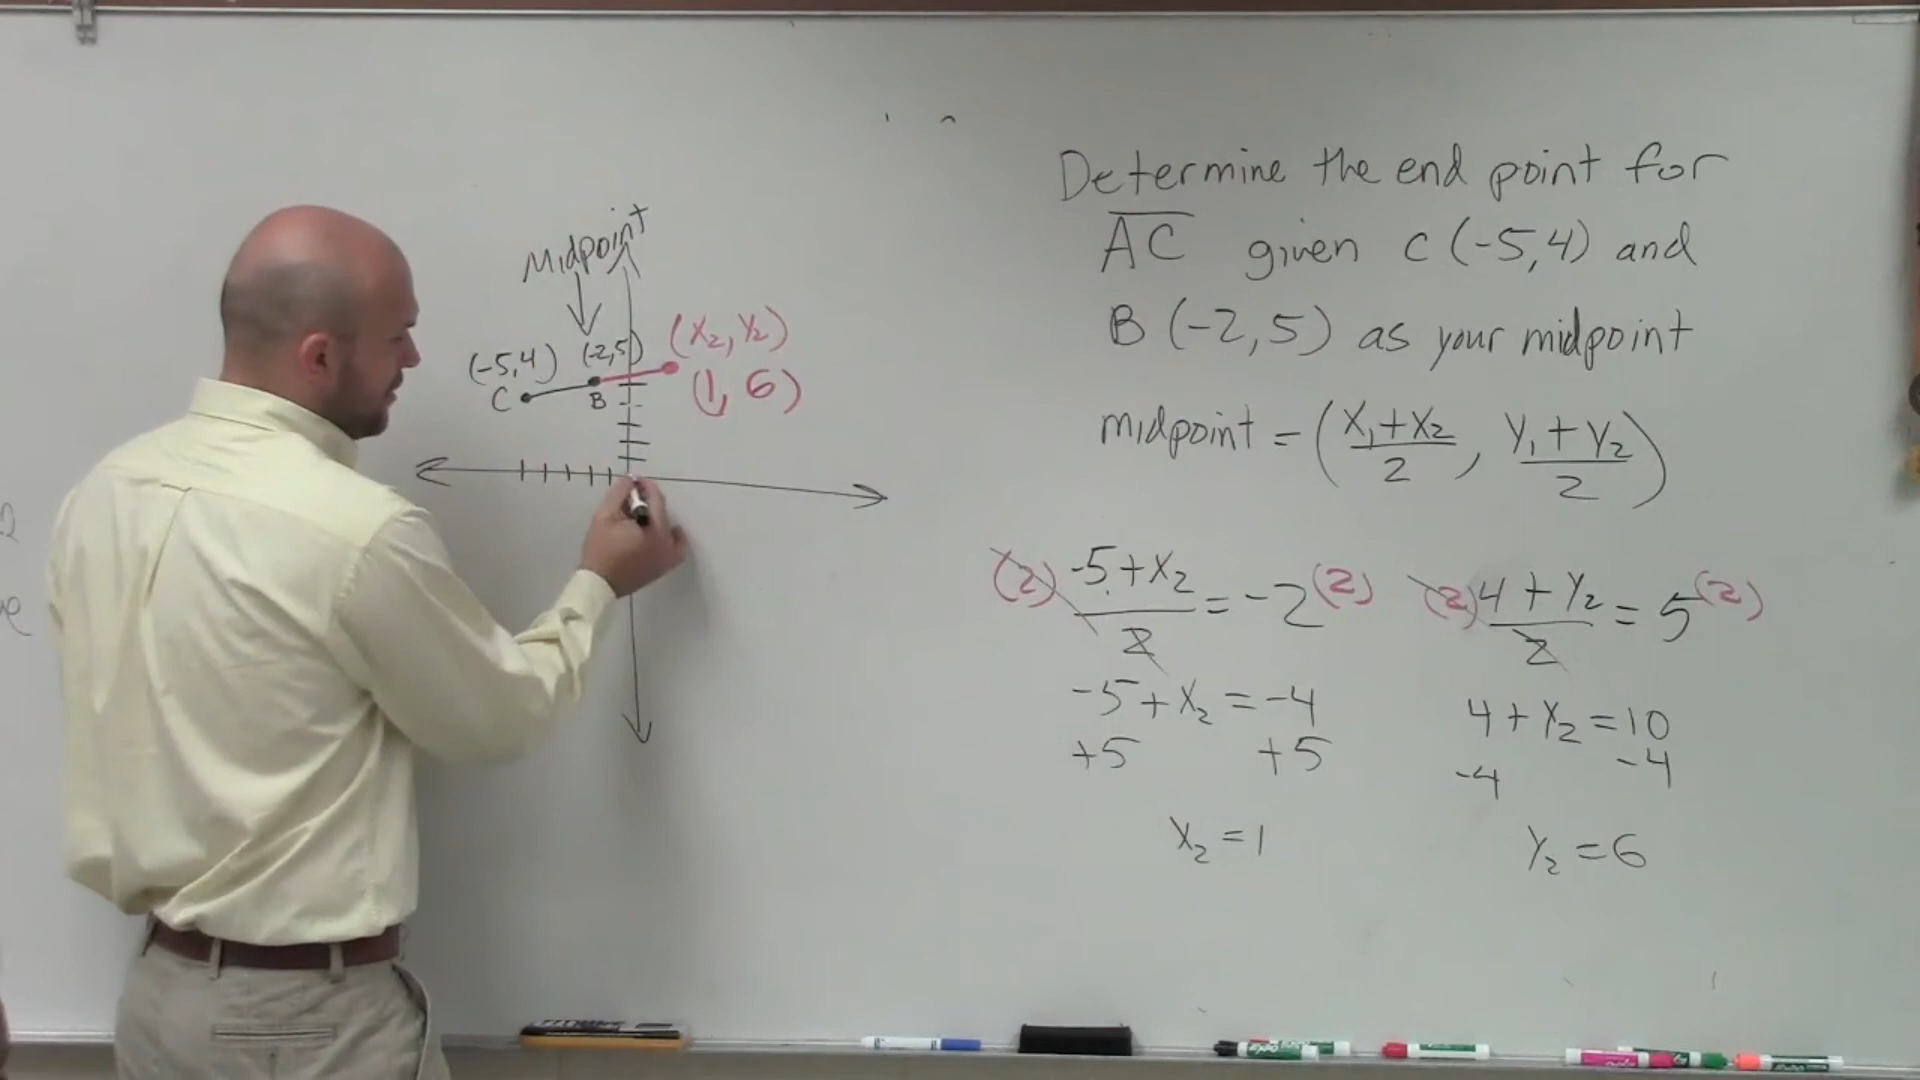 Midpoint
(X₂, Y₂)
(-5,4) (-2,5)
C B (1, 6)
Determine the end point for
AC given C (-5,4) and
B (-2,5) as your midpoint
midpoint = (X₁+X₂/2, Y₁+Y₂/2)
(2) -5+X₂/2 = -2(2) (2) 4+Y₂/2 = 5(2)
-5+X₂ = -4 4+Y₂ = 10
+5 +5 -4 -4
X₂ = 1 Y₂ = 6